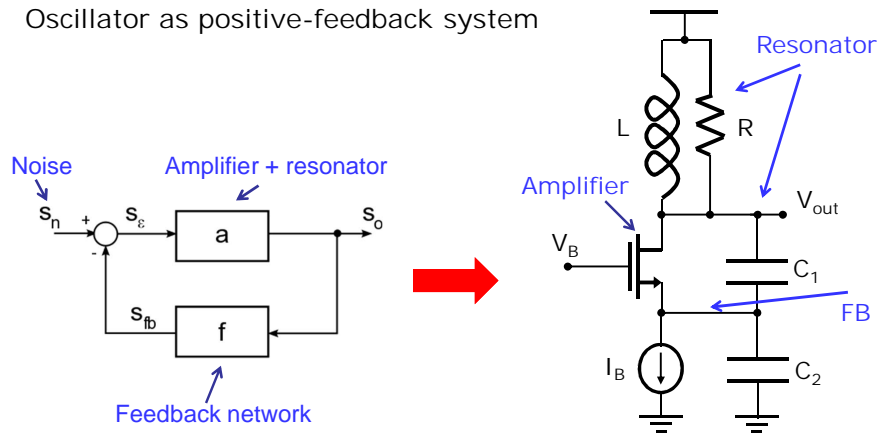 Oscillator as positive-feedback system
Resonator
L
R
Noise
Amplifier + resonator
Amplifier
V_out
s_n
+
s_ε
a
s_o
-
V_B
C_1
FB
s_fb
f
I_B
C_2
Feedback network